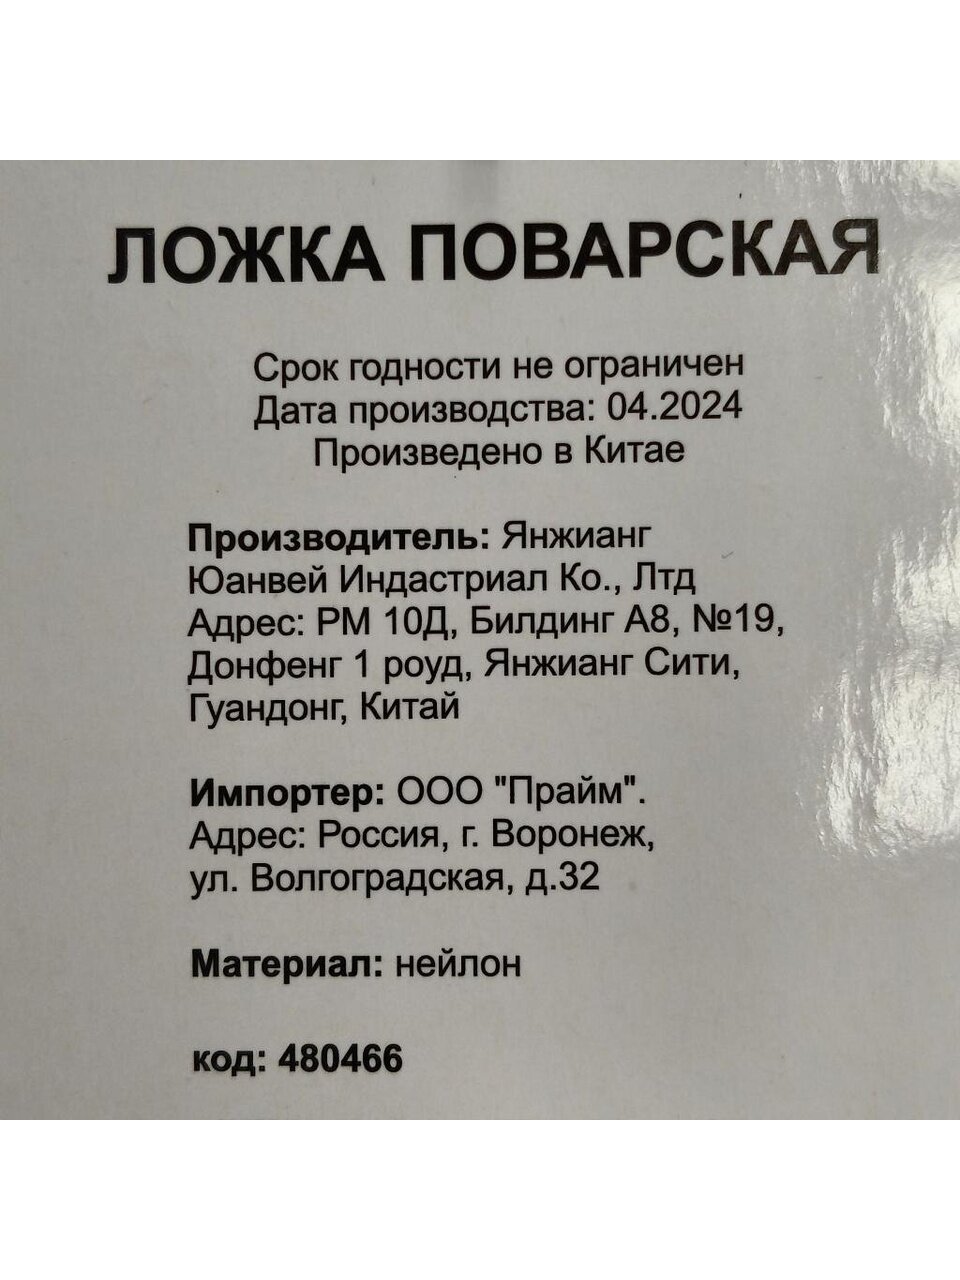 ЛОЖКА ПОВАРСКАЯ
Срок годности не ограничен
Дата производства: 04.2024
Произведено в Китае
Производитель: Янжианг
Юанвей Индастриал Ко., Лтд
Адрес: РМ 10Д, Билдинг А8, №19,
Донфенг 1 роуд, Янжианг Сити,
Гуандонг, Китай
Импортер: ООО "Прайм".
Адрес: Россия, г. Воронеж,
ул. Волгоградская, д.32
Материал: нейлон
код: 480466